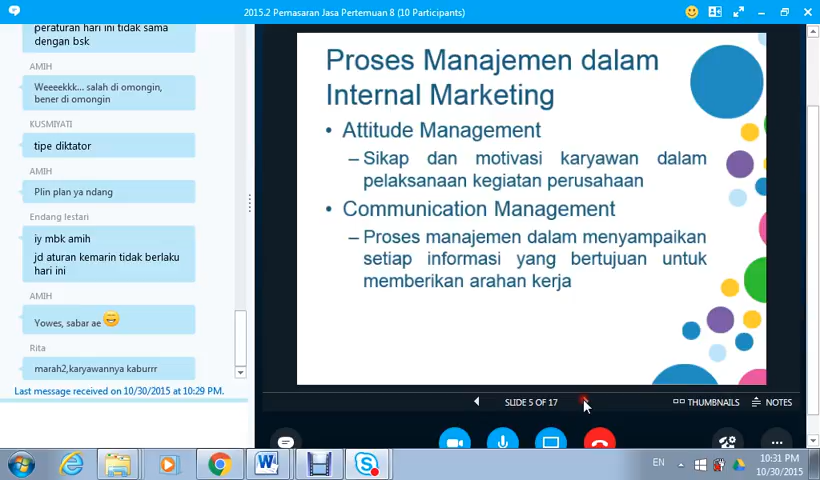 2015.2 Pemasaran Jasa Pertemuan 8 (10 Participants)
peraturan hari ini tidak sama
dengan bsk
AMIH
Weeeekkk... salah di omongin,
bener di omongin
KUSMIYATI
tipe diktator
AMIH
Plin plan ya ndang
Endang lestari
iy mbk amih
jd aturan kemarin tidak berlaku
hari ini
AMIH
Yowes, sabar ae
Rita
marah2,karyawannya kaburrr
Last message received on 10/30/2015 at 10:29 PM.
Proses Manajemen dalam
Internal Marketing
• Attitude Management
– Sikap dan motivasi karyawan dalam
pelaksanaan kegiatan perusahaan
• Communication Management
– Proses manajemen dalam menyampaikan
setiap informasi yang bertujuan untuk
memberikan arahan kerja
SLIDE 5 OF 17
THUMBNAILS
NOTES
EN
10:31 PM
10/30/2015